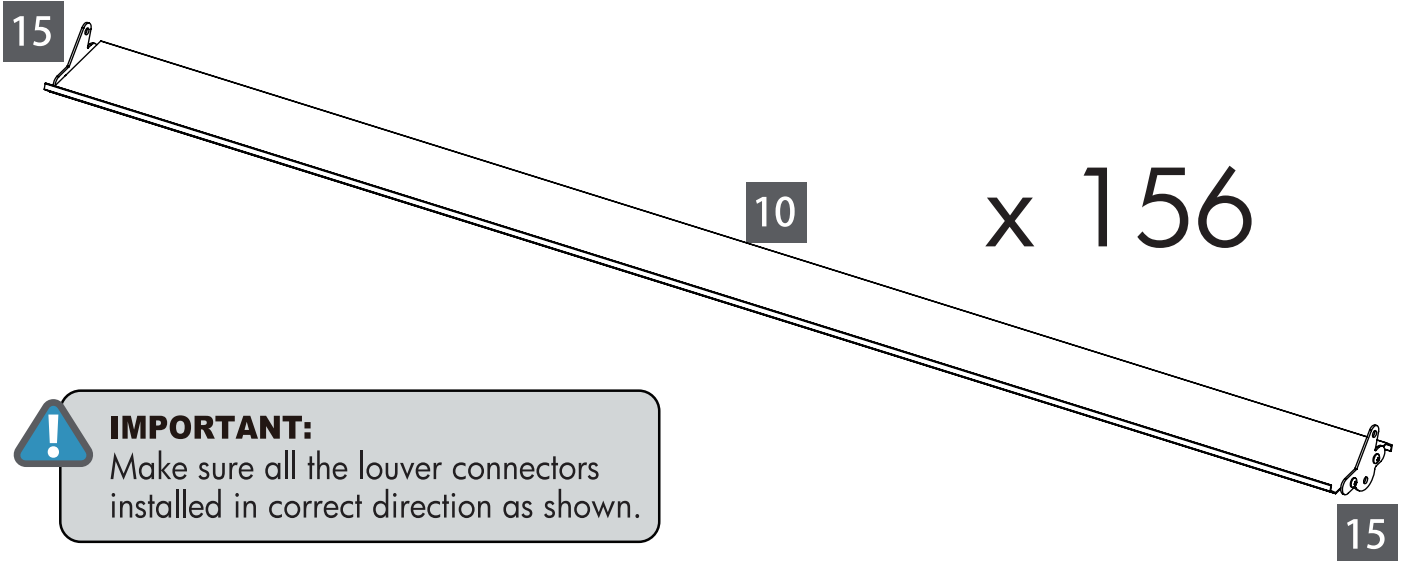 15
10
x 156
IMPORTANT:
Make sure all the louver connectors
installed in correct direction as shown.
15